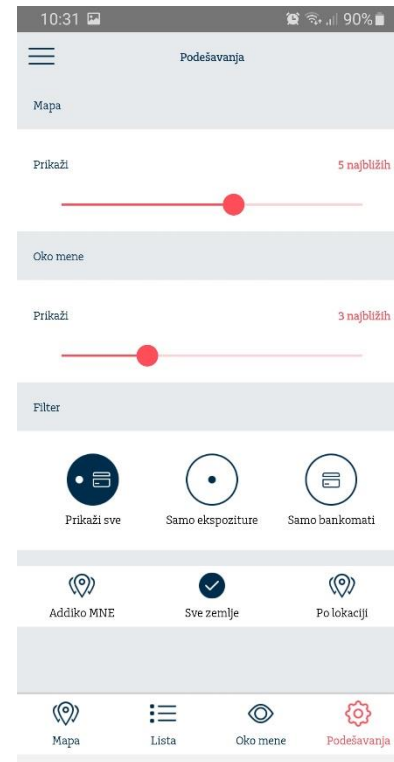 10:31 90%
Podešavanja
Mapa
Prikaži 5 najbližih
Oko mene
Prikaži 3 najbližih
Filter
Prikaži sve Samo ekspoziture Samo bankomati
Addiko MNE Sve zemlje Po lokaciji
Mapa Lista Oko mene Podešavanja